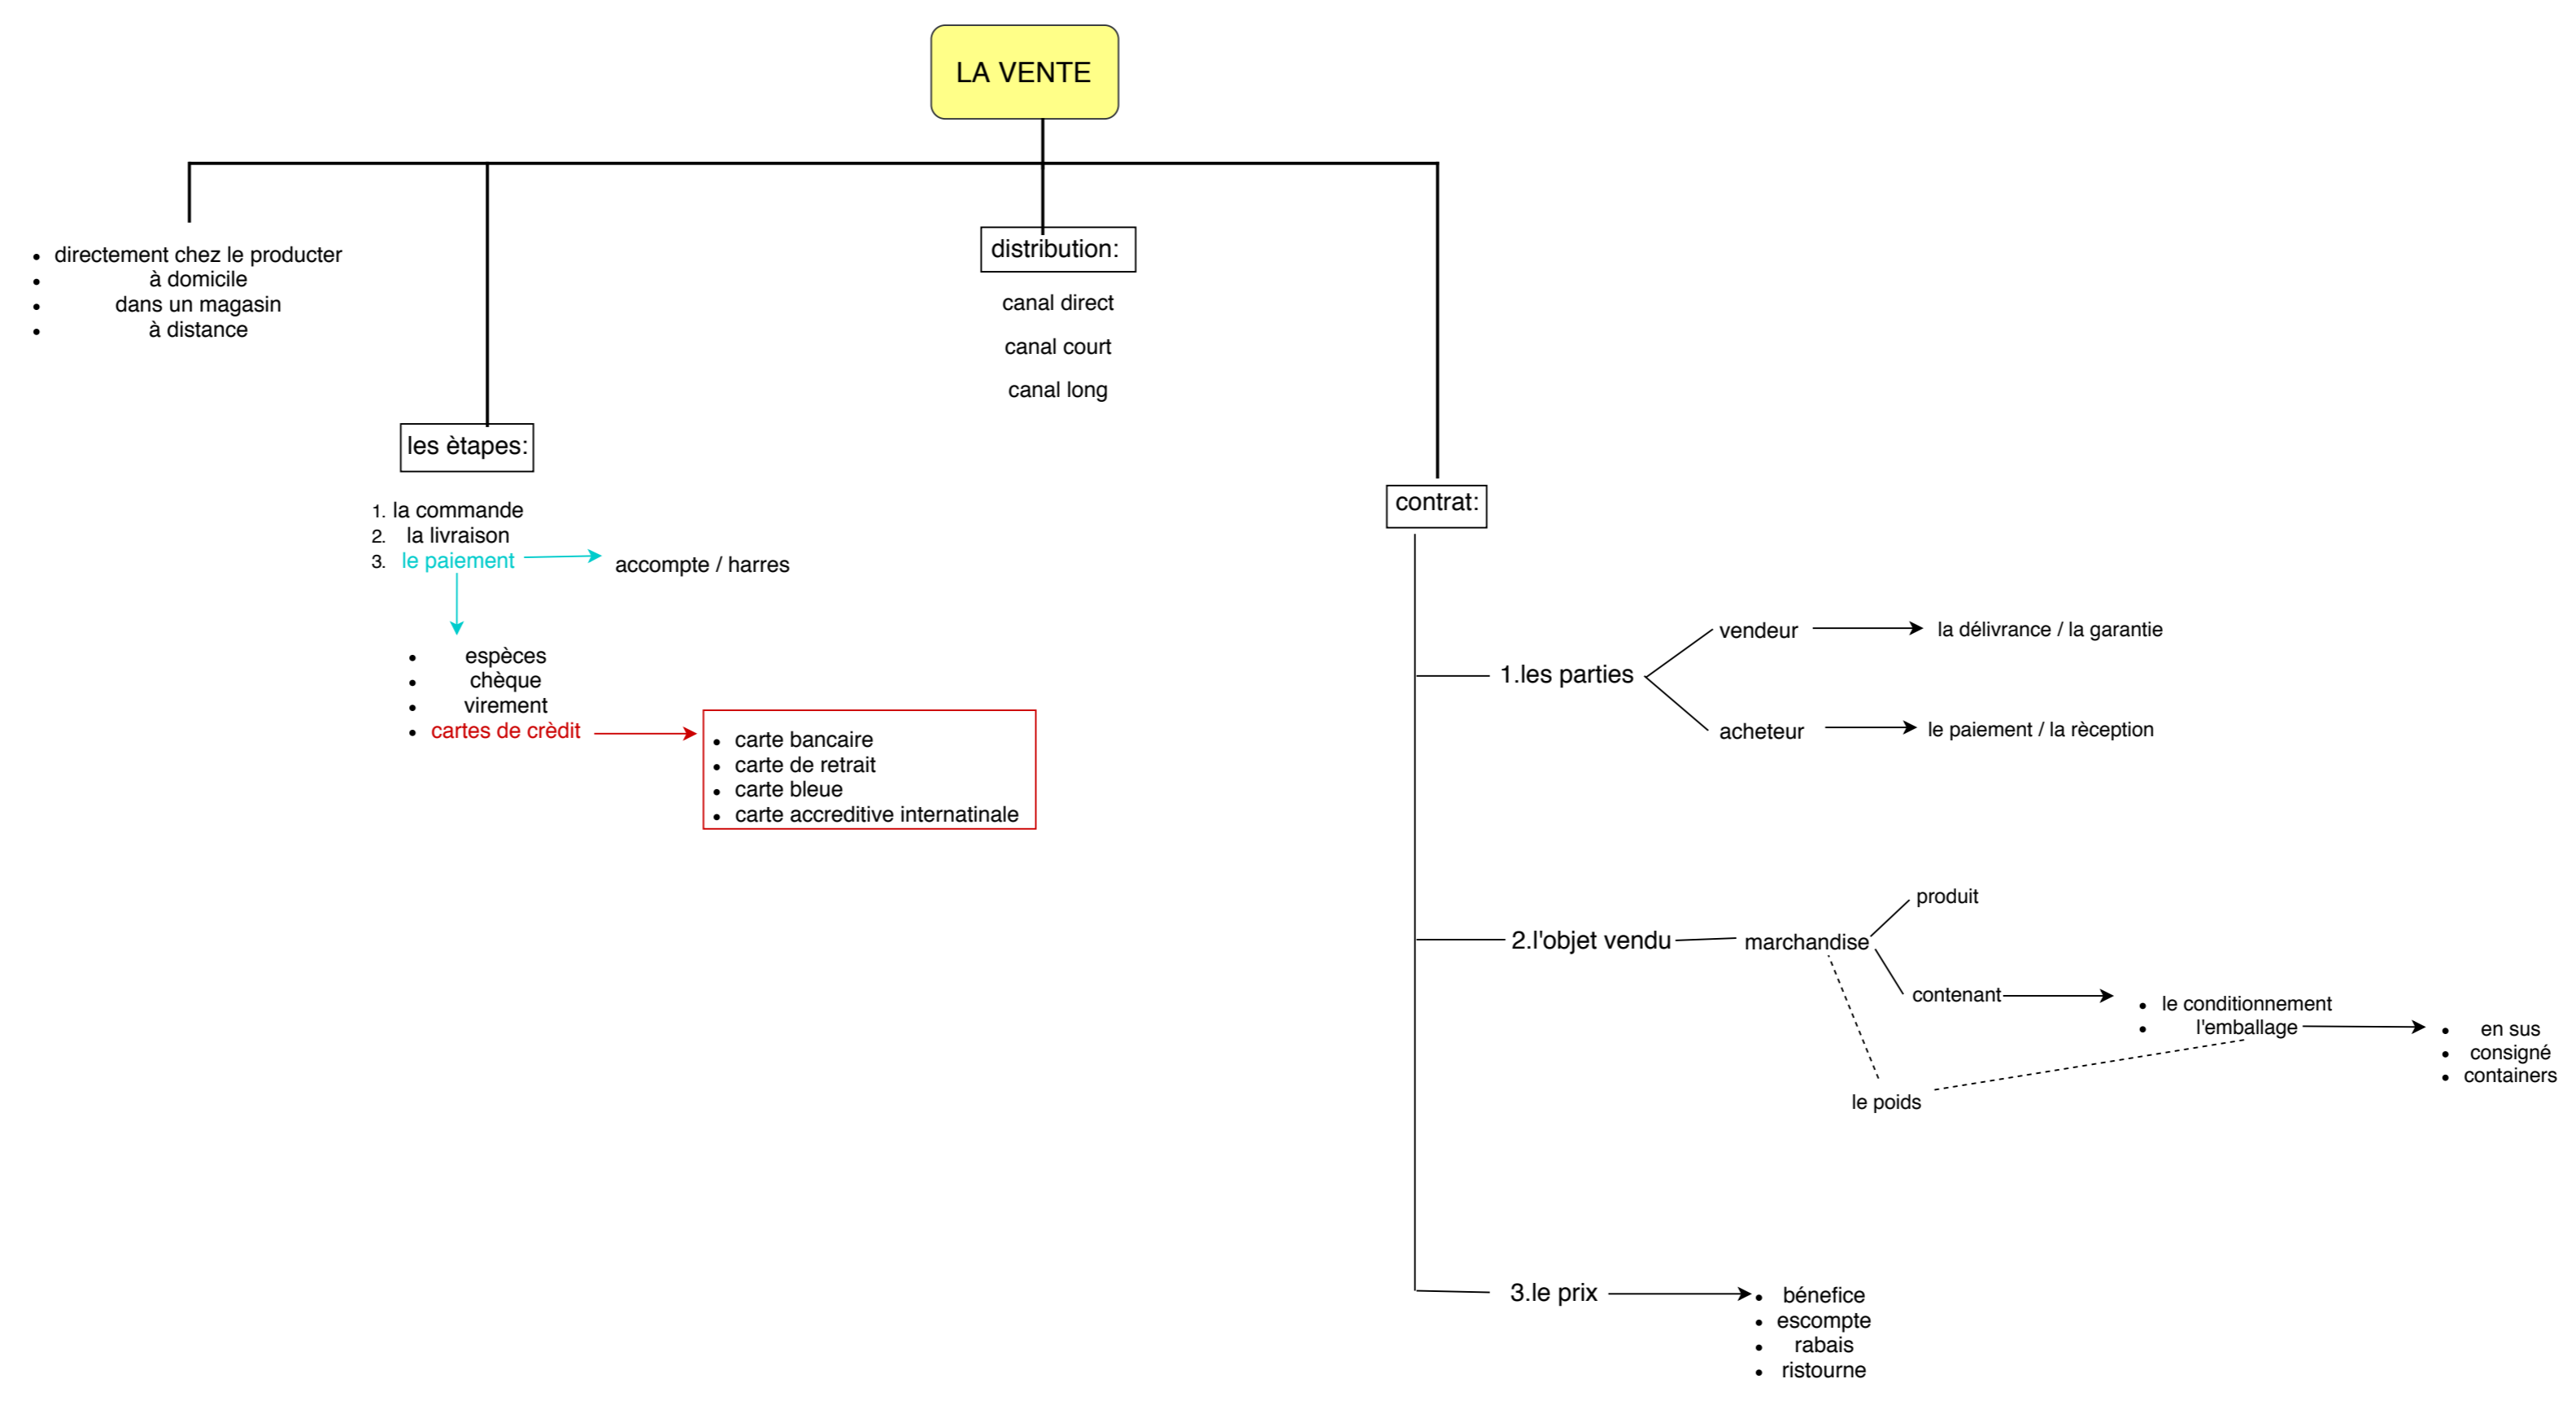 LA VENTE
directement chez le producter
à domicile
dans un magasin
à distance
distribution:
canal direct
canal court
canal long
les ètapes:
1. la commande
2. la livraison
3. le paiement
accompte / harres
espèces
chèque
virement
cartes de crèdit
carte bancaire
carte de retrait
carte bleue
carte accreditive internatinale
contrat:
1.les parties
vendeur
la délivrance / la garantie
acheteur
le paiement / la rèception
2.l'objet vendu
marchandise
produit
contenant
le conditionnement
l'emballage
en sus
consigné
containers
le poids
3.le prix
bénefice
escompte
rabais
ristourne